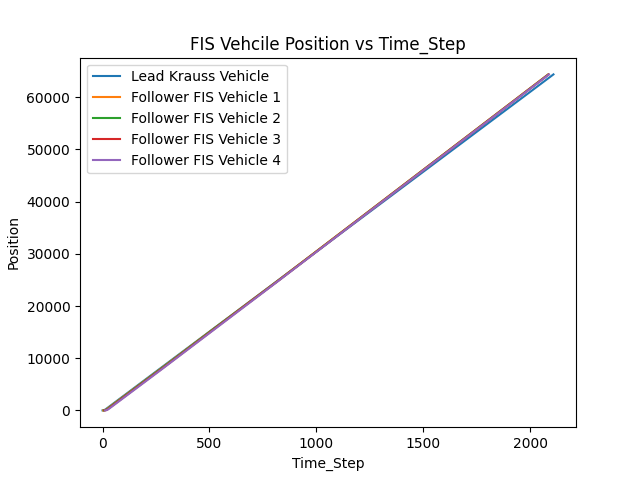 FIS Vehcile Position vs Time_Step
Lead Krauss Vehicle
Follower FIS Vehicle 1
Follower FIS Vehicle 2
Follower FIS Vehicle 3
Follower FIS Vehicle 4
60000
50000
40000
30000
20000
10000
0
Position
0 500 1000 1500 2000
Time_Step